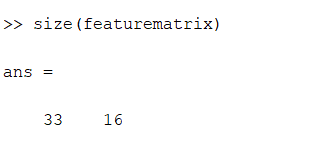 >> size(featurematrix)
ans =
33 16